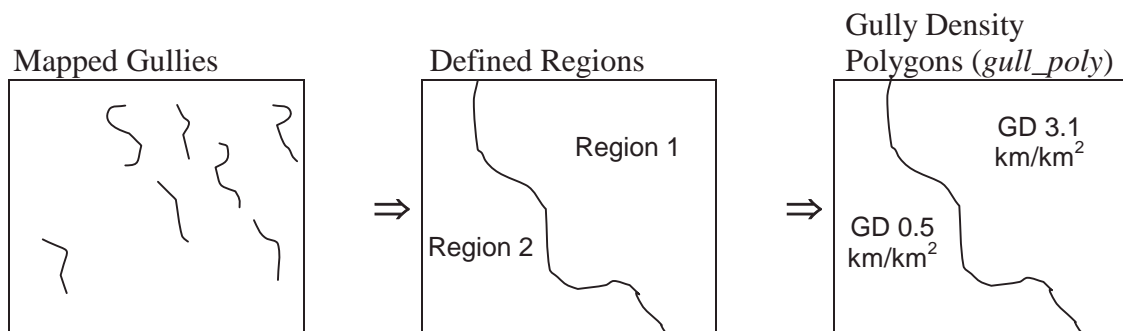 Mapped Gullies
Defined Regions
Gully Density
Polygons (gull_poly)
Region 1
Region 2
GD 3.1
km/km²
GD 0.5
km/km²